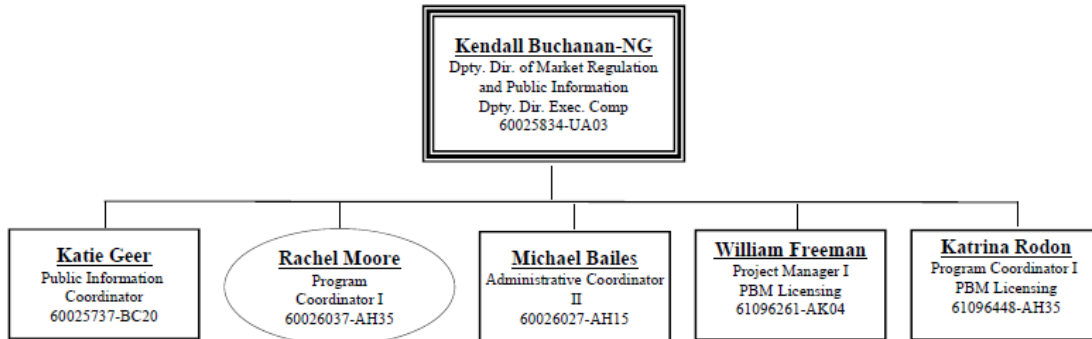 Kendall Buchanan-NG
Dpty. Dir. of Market Regulation
and Public Information
Dpty. Dir. Exec. Comp
60025834-UA03
Katie Geer
Public Information
Coordinator
60025737-BC20
Rachel Moore
Program
Coordinator I
60026037-AH35
Michael Bailes
Administrative Coordinator
II
60026027-AH15
William Freeman
Project Manager I
PBM Licensing
61096261-AK04
Katrina Rodon
Program Coordinator I
PBM Licensing
61096448-AH35